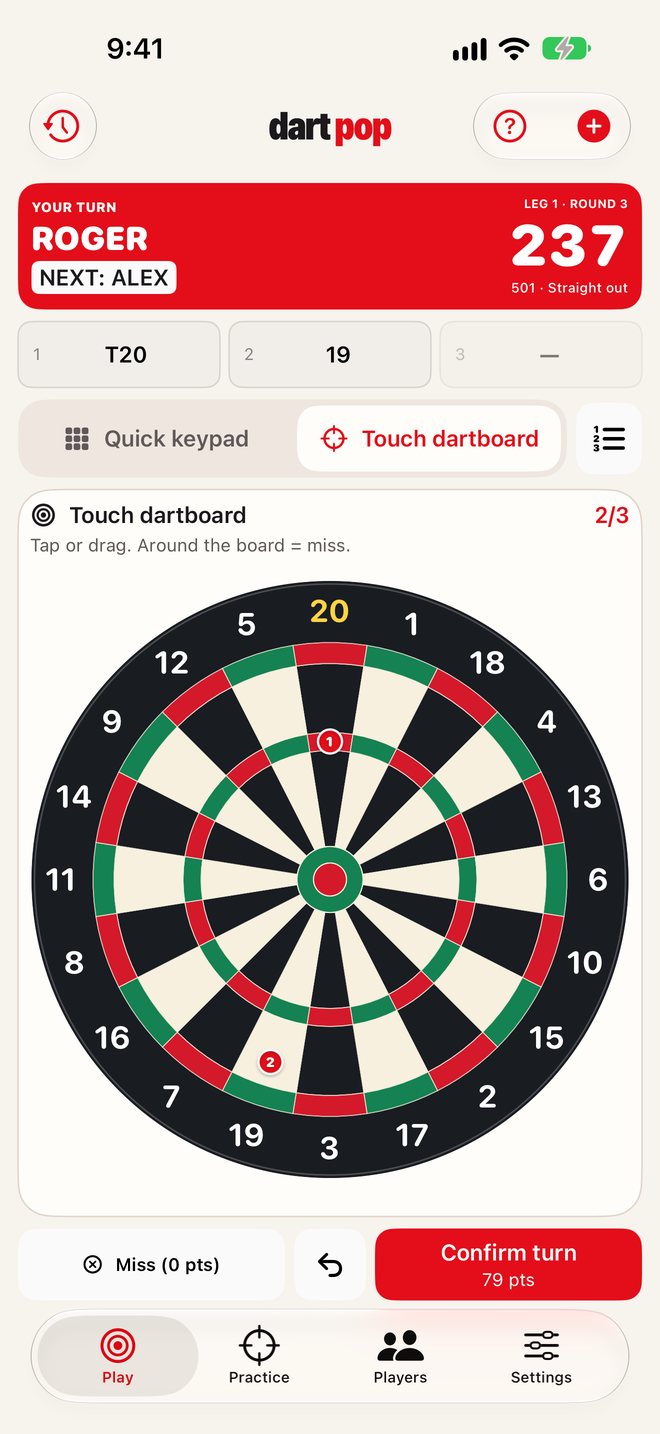 9:41
dartpop
YOUR TURN
LEG 1 · ROUND 3
ROGER
237
NEXT: ALEX
501 · Straight out
1 T20
2 19
3 —
Quick keypad
Touch dartboard
1
2
3
Touch dartboard
2/3
Tap or drag. Around the board = miss.
20
5
1
12
18
9
4
1
14
13
11
6
8
10
16
15
2
7
2
19
17
3
Miss (0 pts)
Confirm turn
79 pts
Play
Practice
Players
Settings